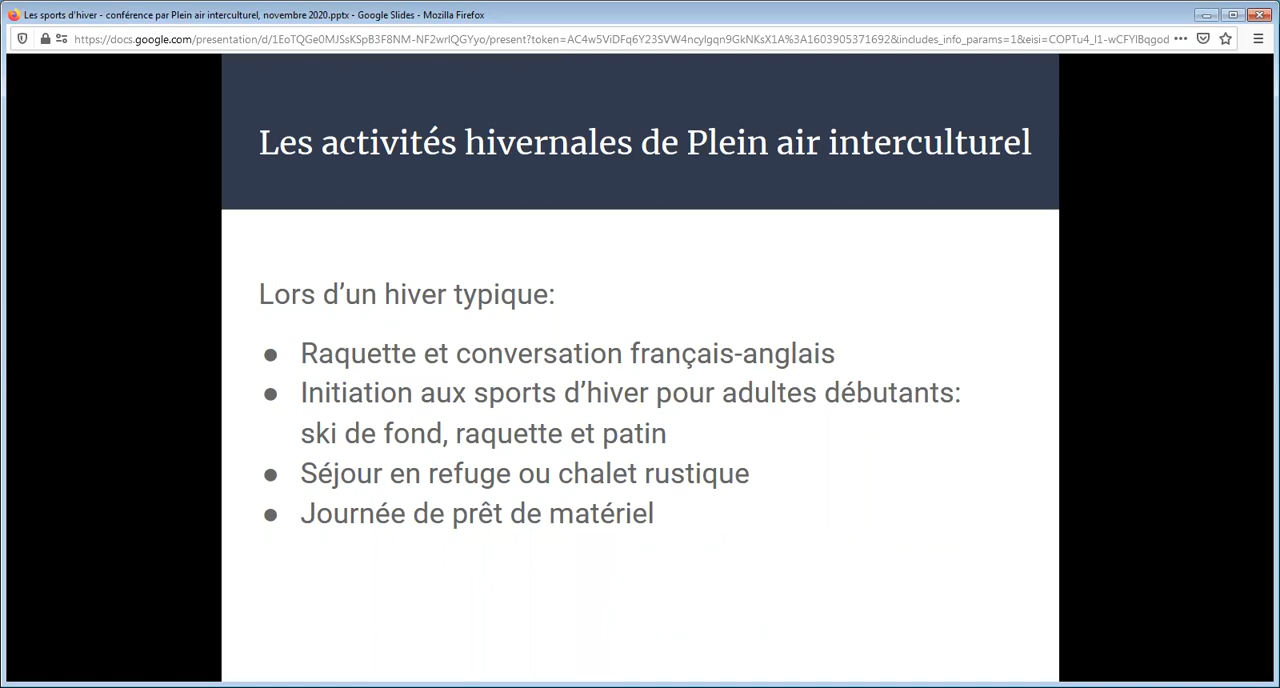 Les sports d'hiver - conférence par Plein air interculturel, novembre 2020.pptx - Google Slides - Mozilla Firefox
https://docs.google.com/presentation/d/1EoTQGe0MJSsKSpB3F8NM-NF2wrlQGYyo/present?token=AC4w5ViDFq6Y23SVW4ncylgqn9GkNKsX1A%3A1603905371692&includes_info_params=1&eisi=COPTu4_l1-wCFYlBqgod
Les activités hivernales de Plein air interculturel
Lors d’un hiver typique:
● Raquette et conversation français-anglais
● Initiation aux sports d’hiver pour adultes débutants:
ski de fond, raquette et patin
● Séjour en refuge ou chalet rustique
● Journée de prêt de matériel